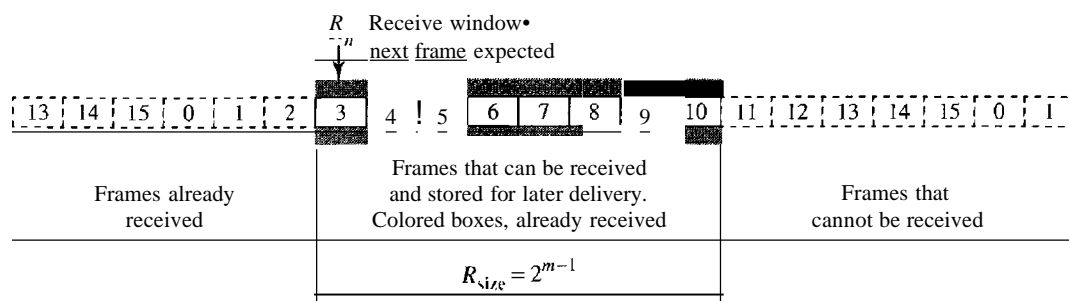 R Receive window•
n next frame expected
13 14 15 0 1 2 3 4 ! 5 6 7 8 9 10 11 12 13 14 15 0 1
Frames already
received
Frames that can be received
and stored for later delivery.
Colored boxes, already received
Frames that
cannot be received
R size = 2^{m-1}